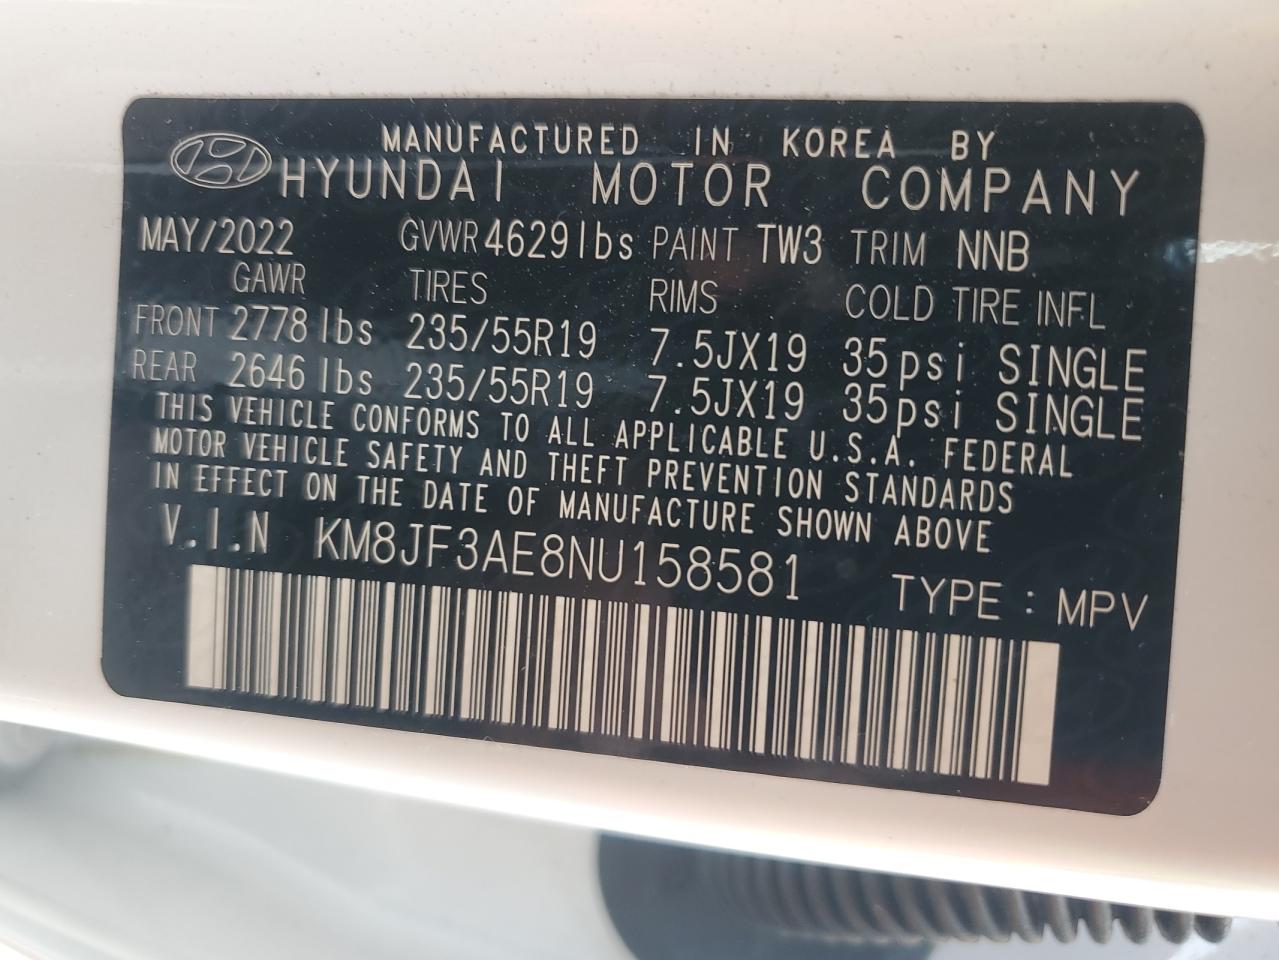 MANUFACTURED IN KOREA BY
HYUNDAI MOTOR COMPANY
MAY/2022 GVWR 4629lbs PAINT TW3 TRIM NNB
GAWR TIRES RIMS COLD TIRE INFL
FRONT 2778 lbs 235/55R19 7.5JX19 35psi SINGLE
REAR 2646 lbs 235/55R19 7.5JX19 35psi SINGLE
THIS VEHICLE CONFORMS TO ALL APPLICABLE U.S.A. FEDERAL
MOTOR VEHICLE SAFETY AND THEFT PREVENTION STANDARDS
IN EFFECT ON THE DATE OF MANUFACTURE SHOWN ABOVE
V.I.N KM8JF3AE8NU158581
TYPE : MPV